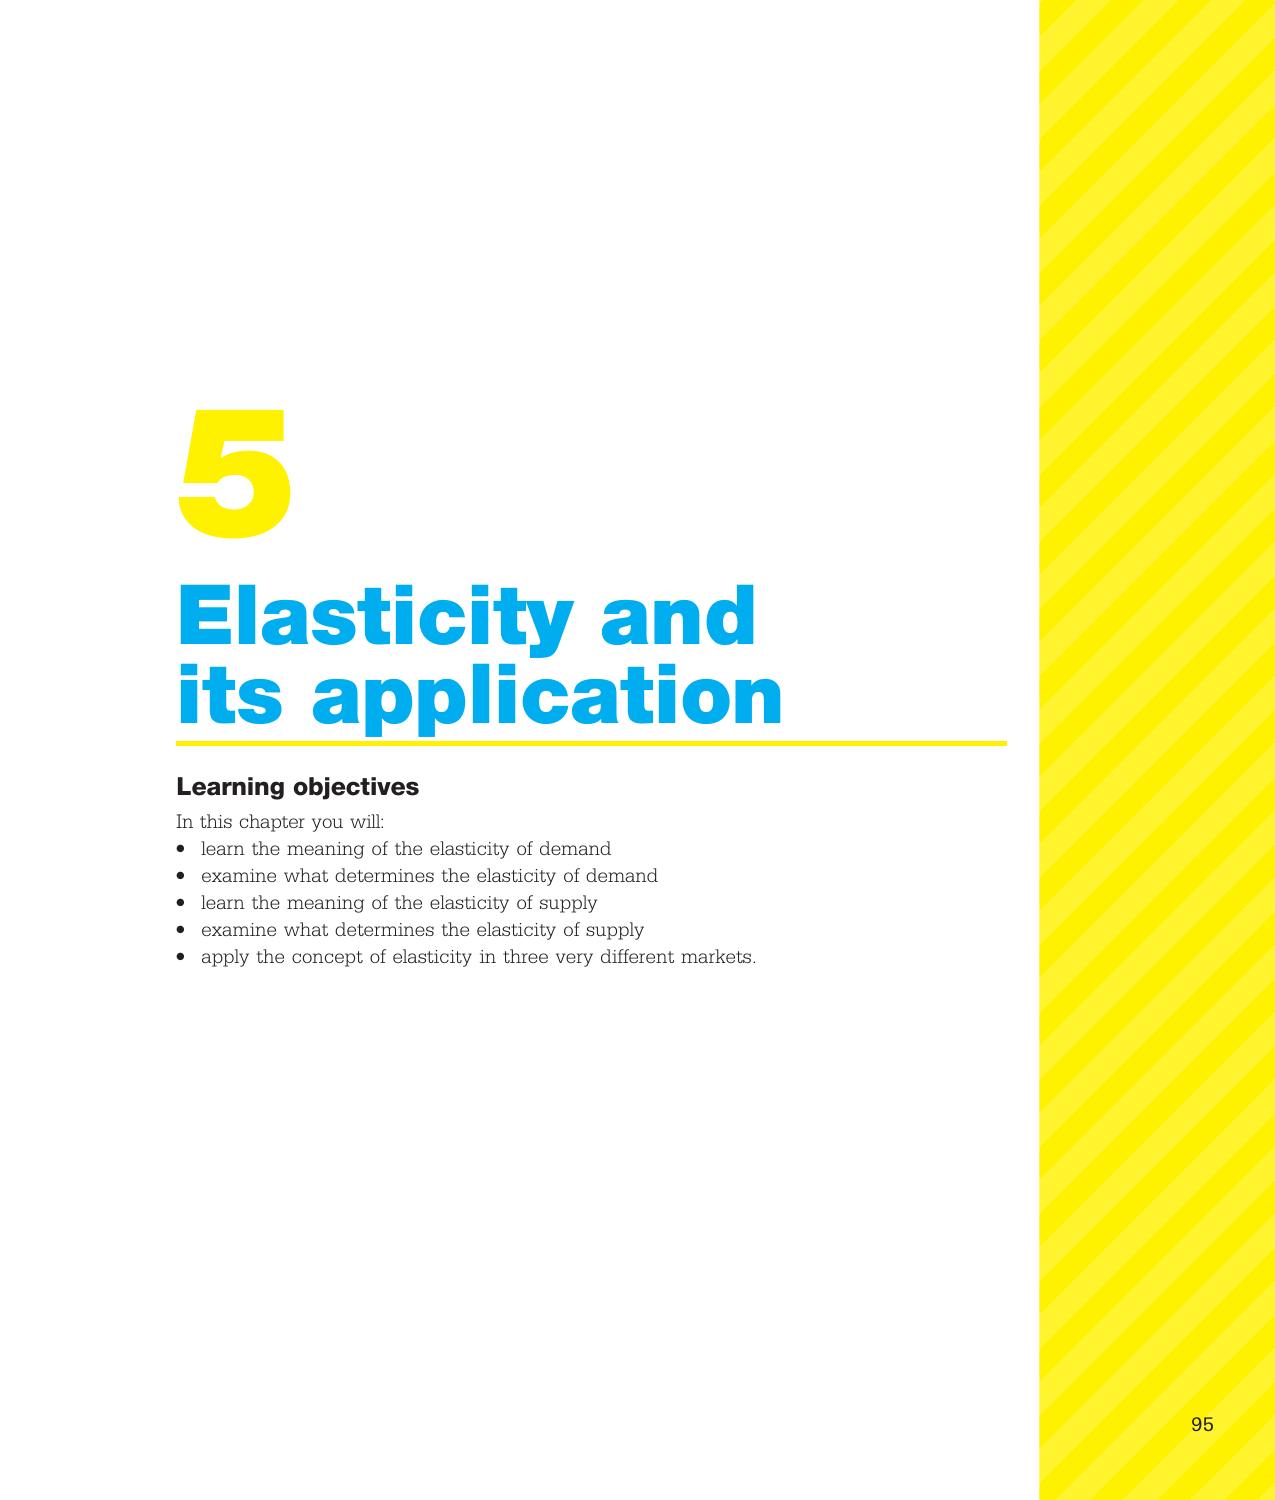 5
Elasticity and
its application
Learning objectives
In this chapter you will:
• learn the meaning of the elasticity of demand
• examine what determines the elasticity of demand
• learn the meaning of the elasticity of supply
• examine what determines the elasticity of supply
• apply the concept of elasticity in three very different markets.
95